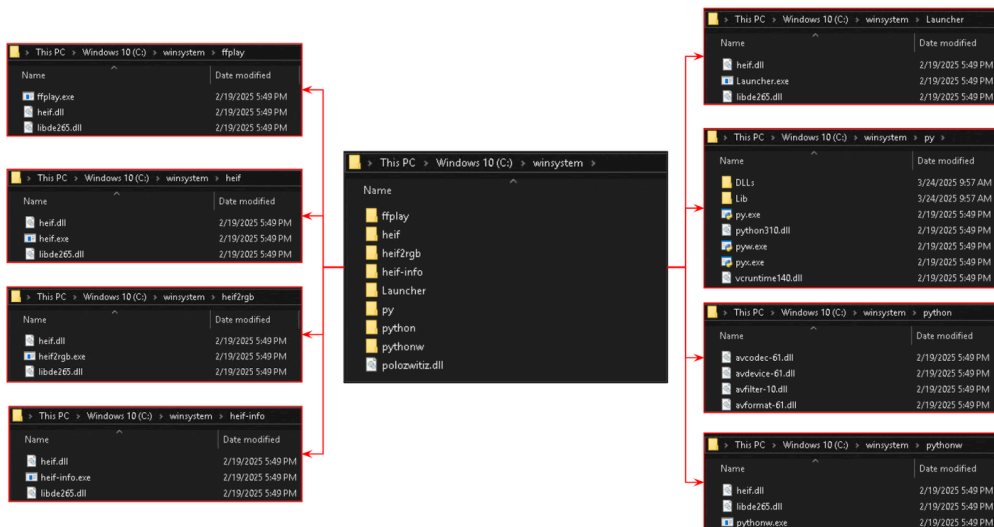 This PC > Windows 10 (C:) > winsystem > ffplay
Name Date modified
ffplay.exe 2/19/2025 5:49 PM
heif.dll 2/19/2025 5:49 PM
libde265.dll 2/19/2025 5:49 PM
This PC > Windows 10 (C:) > winsystem > heif
Name Date modified
heif.dll 2/19/2025 5:49 PM
heif.exe 2/19/2025 5:49 PM
libde265.dll 2/19/2025 5:49 PM
This PC > Windows 10 (C:) > winsystem > heif2rgb
Name Date modified
heif.dll 2/19/2025 5:49 PM
heif2rgb.exe 2/19/2025 5:49 PM
libde265.dll 2/19/2025 5:49 PM
This PC > Windows 10 (C:) > winsystem > heif-info
Name Date modified
heif.dll 2/19/2025 5:49 PM
heif-info.exe 2/19/2025 5:49 PM
libde265.dll 2/19/2025 5:49 PM
This PC > Windows 10 (C:) > winsystem >
Name
ffplay
heif
heif2rgb
heif-info
Launcher
py
python
pythonw
polozwitiz.dll
This PC > Windows 10 (C:) > winsystem > Launcher
Name Date modified
heif.dll 2/19/2025 5:49 PM
Launcher.exe 2/19/2025 5:49 PM
libde265.dll 2/19/2025 5:49 PM
This PC > Windows 10 (C:) > winsystem > py >
Name Date modified
DLLs 3/24/2025 9:57 AM
Lib 3/24/2025 9:57 AM
py.exe 2/19/2025 5:49 PM
python310.dll 2/19/2025 5:49 PM
pyw.exe 2/19/2025 5:49 PM
pyx.exe 2/19/2025 5:49 PM
vcruntime140.dll 2/19/2025 5:49 PM
This PC > Windows 10 (C:) > winsystem > python
Name Date modified
avcodec-61.dll 2/19/2025 5:49 PM
avdevice-61.dll 2/19/2025 5:49 PM
avfilter-10.dll 2/19/2025 5:49 PM
avformat-61.dll 2/19/2025 5:49 PM
This PC > Windows 10 (C:) > winsystem > pythonw
Name Date modified
heif.dll 2/19/2025 5:49 PM
libde265.dll 2/19/2025 5:49 PM
pythonw.exe 2/19/2025 5:49 PM